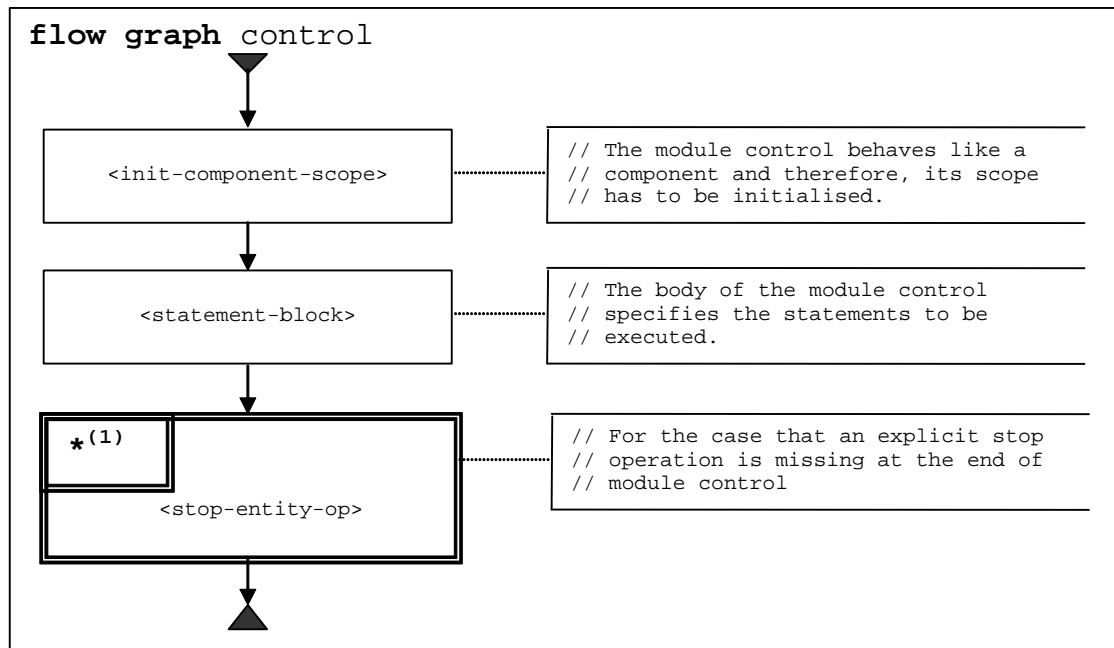 flow graph control
<init-component-scope>
// The module control behaves like a
// component and therefore, its scope
// has to be initialised.
<statement-block>
// The body of the module control
// specifies the statements to be
// executed.
*(1)
<stop-entity-op>
// For the case that an explicit stop
// operation is missing at the end of
// module control